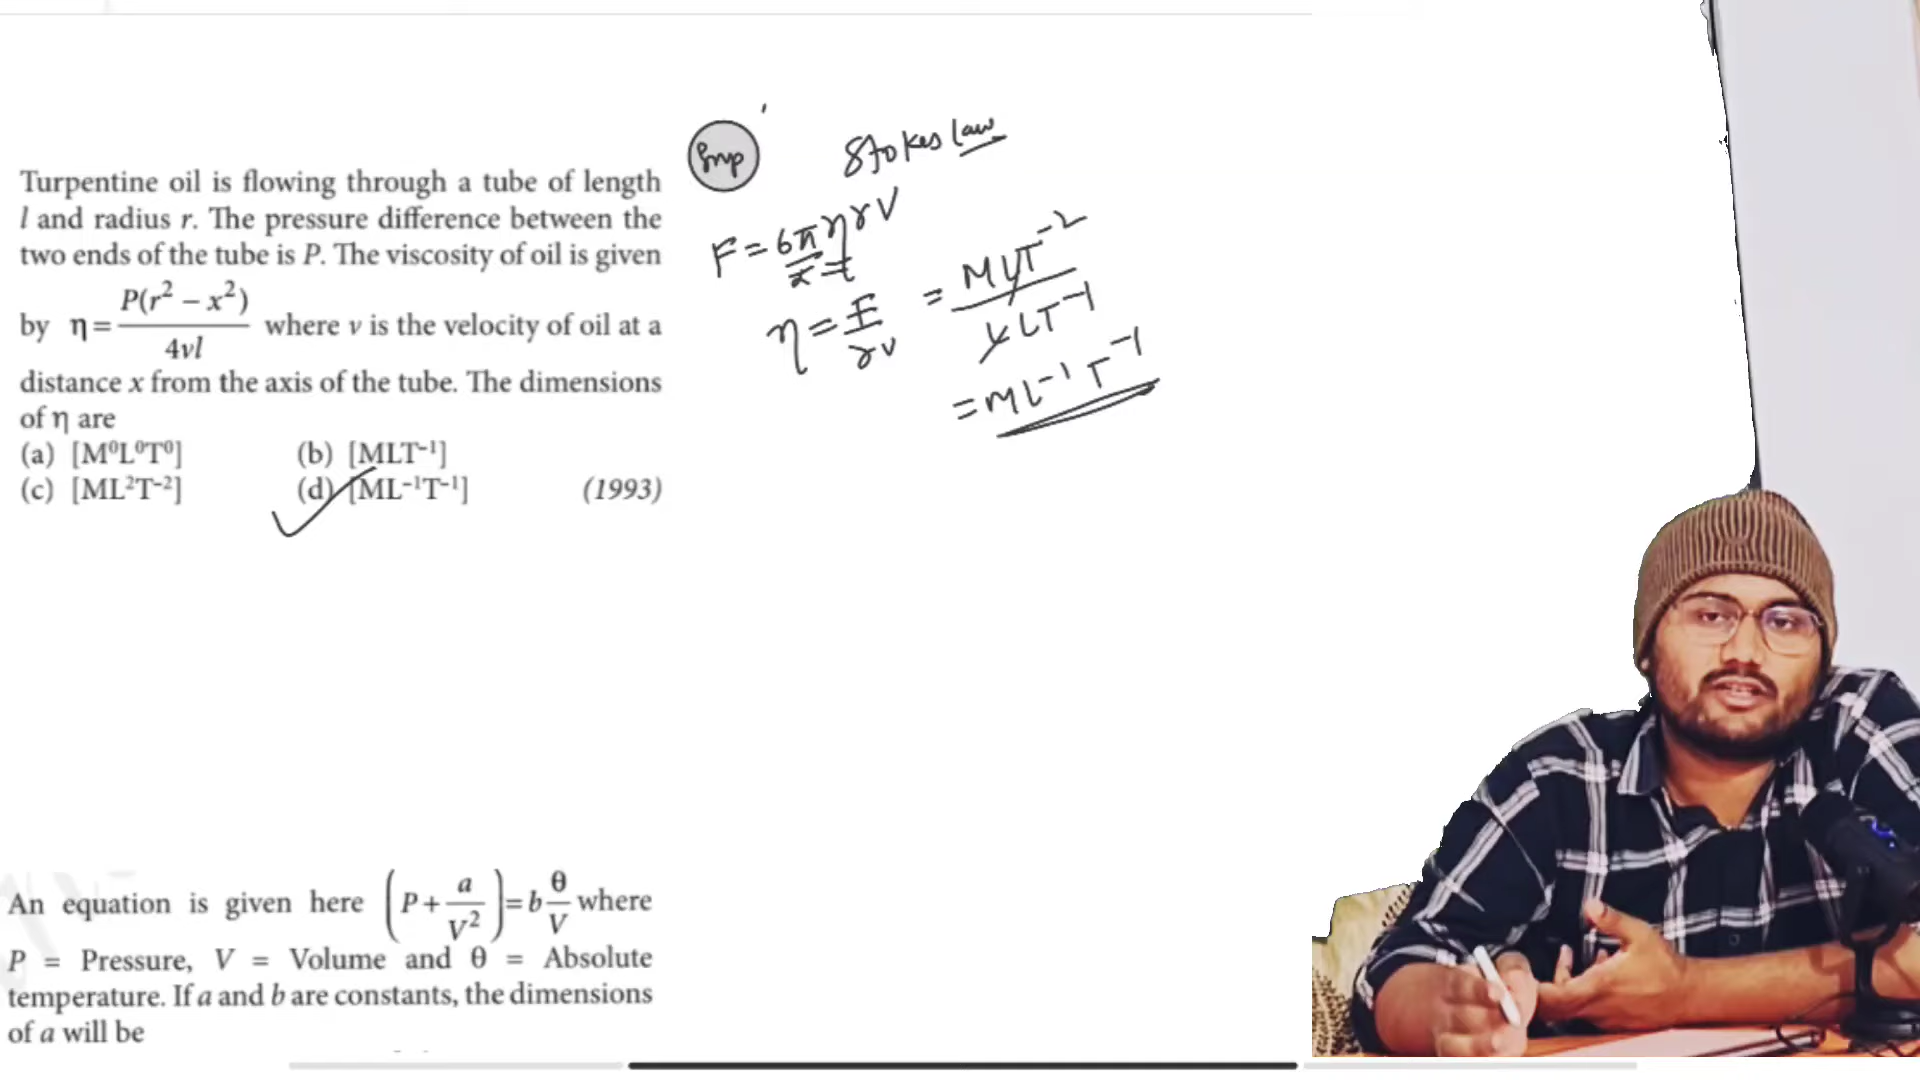 Turpentine oil is flowing through a tube of length
l and radius r. The pressure difference between the
two ends of the tube is P. The viscosity of oil is given
by η = P(r² − x²) / 4vl where v is the velocity of oil at a
distance x from the axis of the tube. The dimensions
of η are
(a) [M⁰L⁰T⁰] (b) [MLT⁻¹]
(c) [ML²T⁻²] (d) [ML⁻¹T⁻¹] (1993)
Imp
Stokes law
F = 6πηrv
η = F / rv = MLT⁻² / L LT⁻¹
= ML⁻¹ T⁻¹
An equation is given here (P + a/V²) = b θ/V where
P = Pressure, V = Volume and θ = Absolute
temperature. If a and b are constants, the dimensions
of a will be